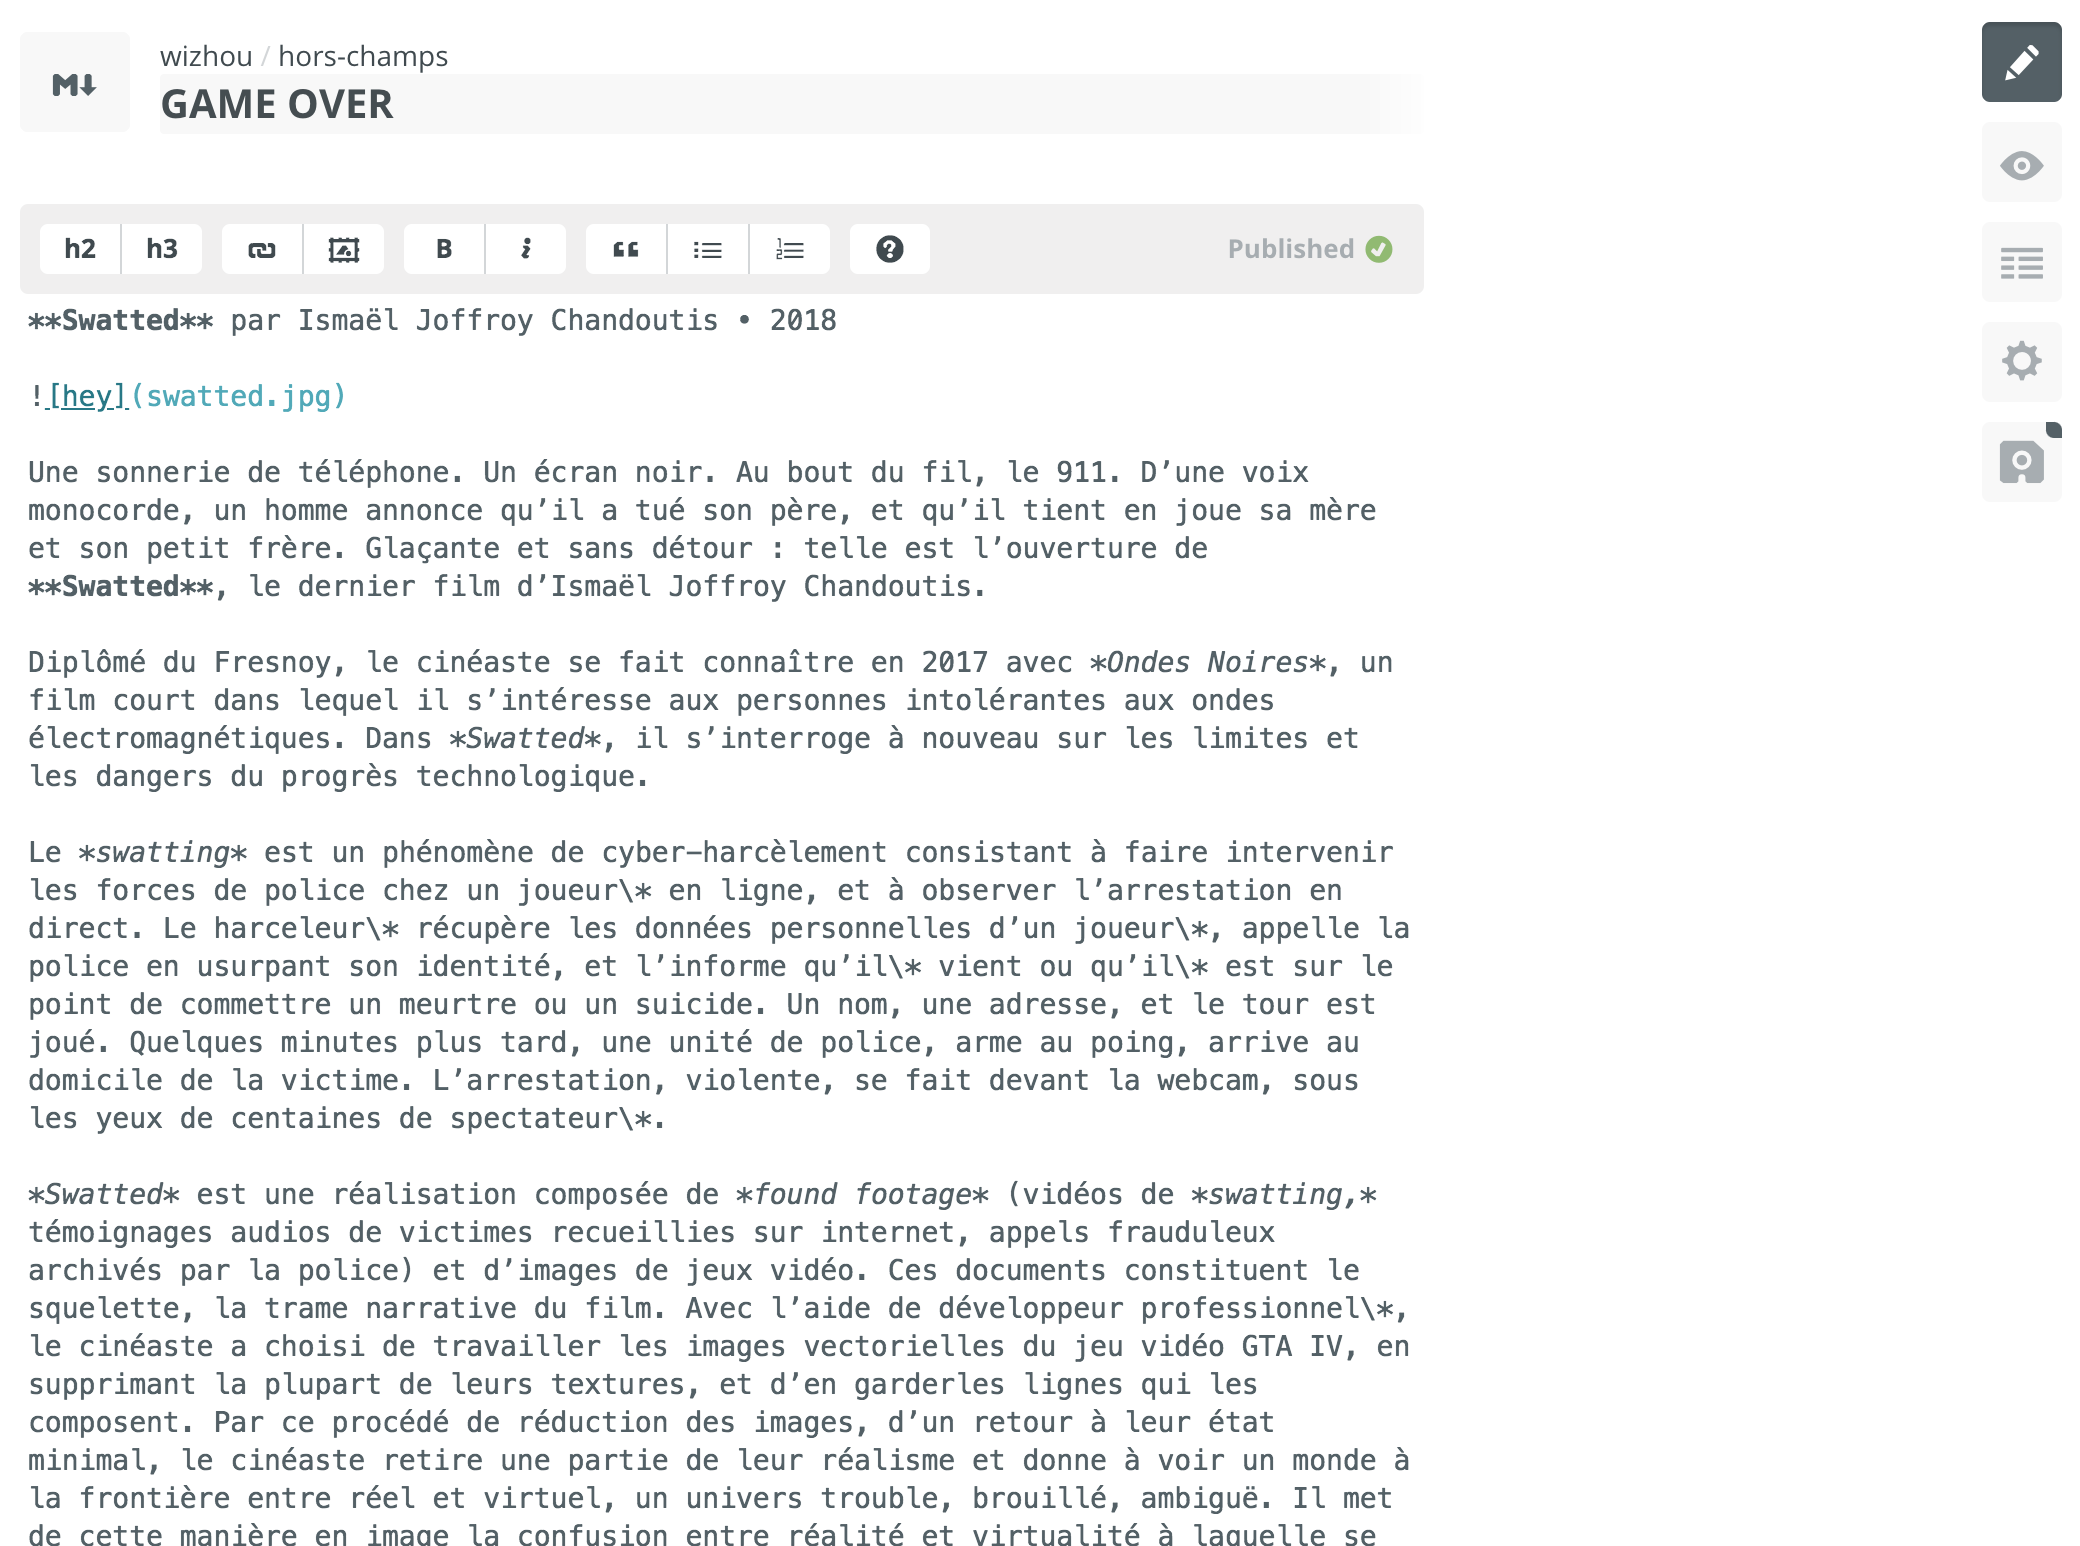 M↓
wizhou / hors-champs
GAME OVER
h2 h3 B i Published
**Swatted** par Ismaël Joffroy Chandoutis • 2018
![hey](swatted.jpg)
Une sonnerie de téléphone. Un écran noir. Au bout du fil, le 911. D’une voix
monocorde, un homme annonce qu’il a tué son père, et qu’il tient en joue sa mère
et son petit frère. Glaçante et sans détour : telle est l’ouverture de
**Swatted**, le dernier film d’Ismaël Joffroy Chandoutis.
Diplômé du Fresnoy, le cinéaste se fait connaître en 2017 avec *Ondes Noires*, un
film court dans lequel il s’intéresse aux personnes intolérantes aux ondes
électromagnétiques. Dans *Swatted*, il s’interroge à nouveau sur les limites et
les dangers du progrès technologique.
Le *swatting* est un phénomène de cyber-harcèlement consistant à faire intervenir
les forces de police chez un joueur\* en ligne, et à observer l’arrestation en
direct. Le harceleur\* récupère les données personnelles d’un joueur\*, appelle la
police en usurpant son identité, et l’informe qu’il\* vient ou qu’il\* est sur le
point de commettre un meurtre ou un suicide. Un nom, une adresse, et le tour est
joué. Quelques minutes plus tard, une unité de police, arme au poing, arrive au
domicile de la victime. L’arrestation, violente, se fait devant la webcam, sous
les yeux de centaines de spectateur\*.
*Swatted* est une réalisation composée de *found footage* (vidéos de *swatting,*
témoignages audios de victimes recueillies sur internet, appels frauduleux
archivés par la police) et d’images de jeux vidéo. Ces documents constituent le
squelette, la trame narrative du film. Avec l’aide de développeur professionnel\*,
le cinéaste a choisi de travailler les images vectorielles du jeu vidéo GTA IV, en
supprimant la plupart de leurs textures, et d’en garderles lignes qui les
composent. Par ce procédé de réduction des images, d’un retour à leur état
minimal, le cinéaste retire une partie de leur réalisme et donne à voir un monde à
la frontière entre réel et virtuel, un univers trouble, brouillé, ambiguë. Il met
de cette manière en image la confusion entre réalité et virtualité à laquelle se